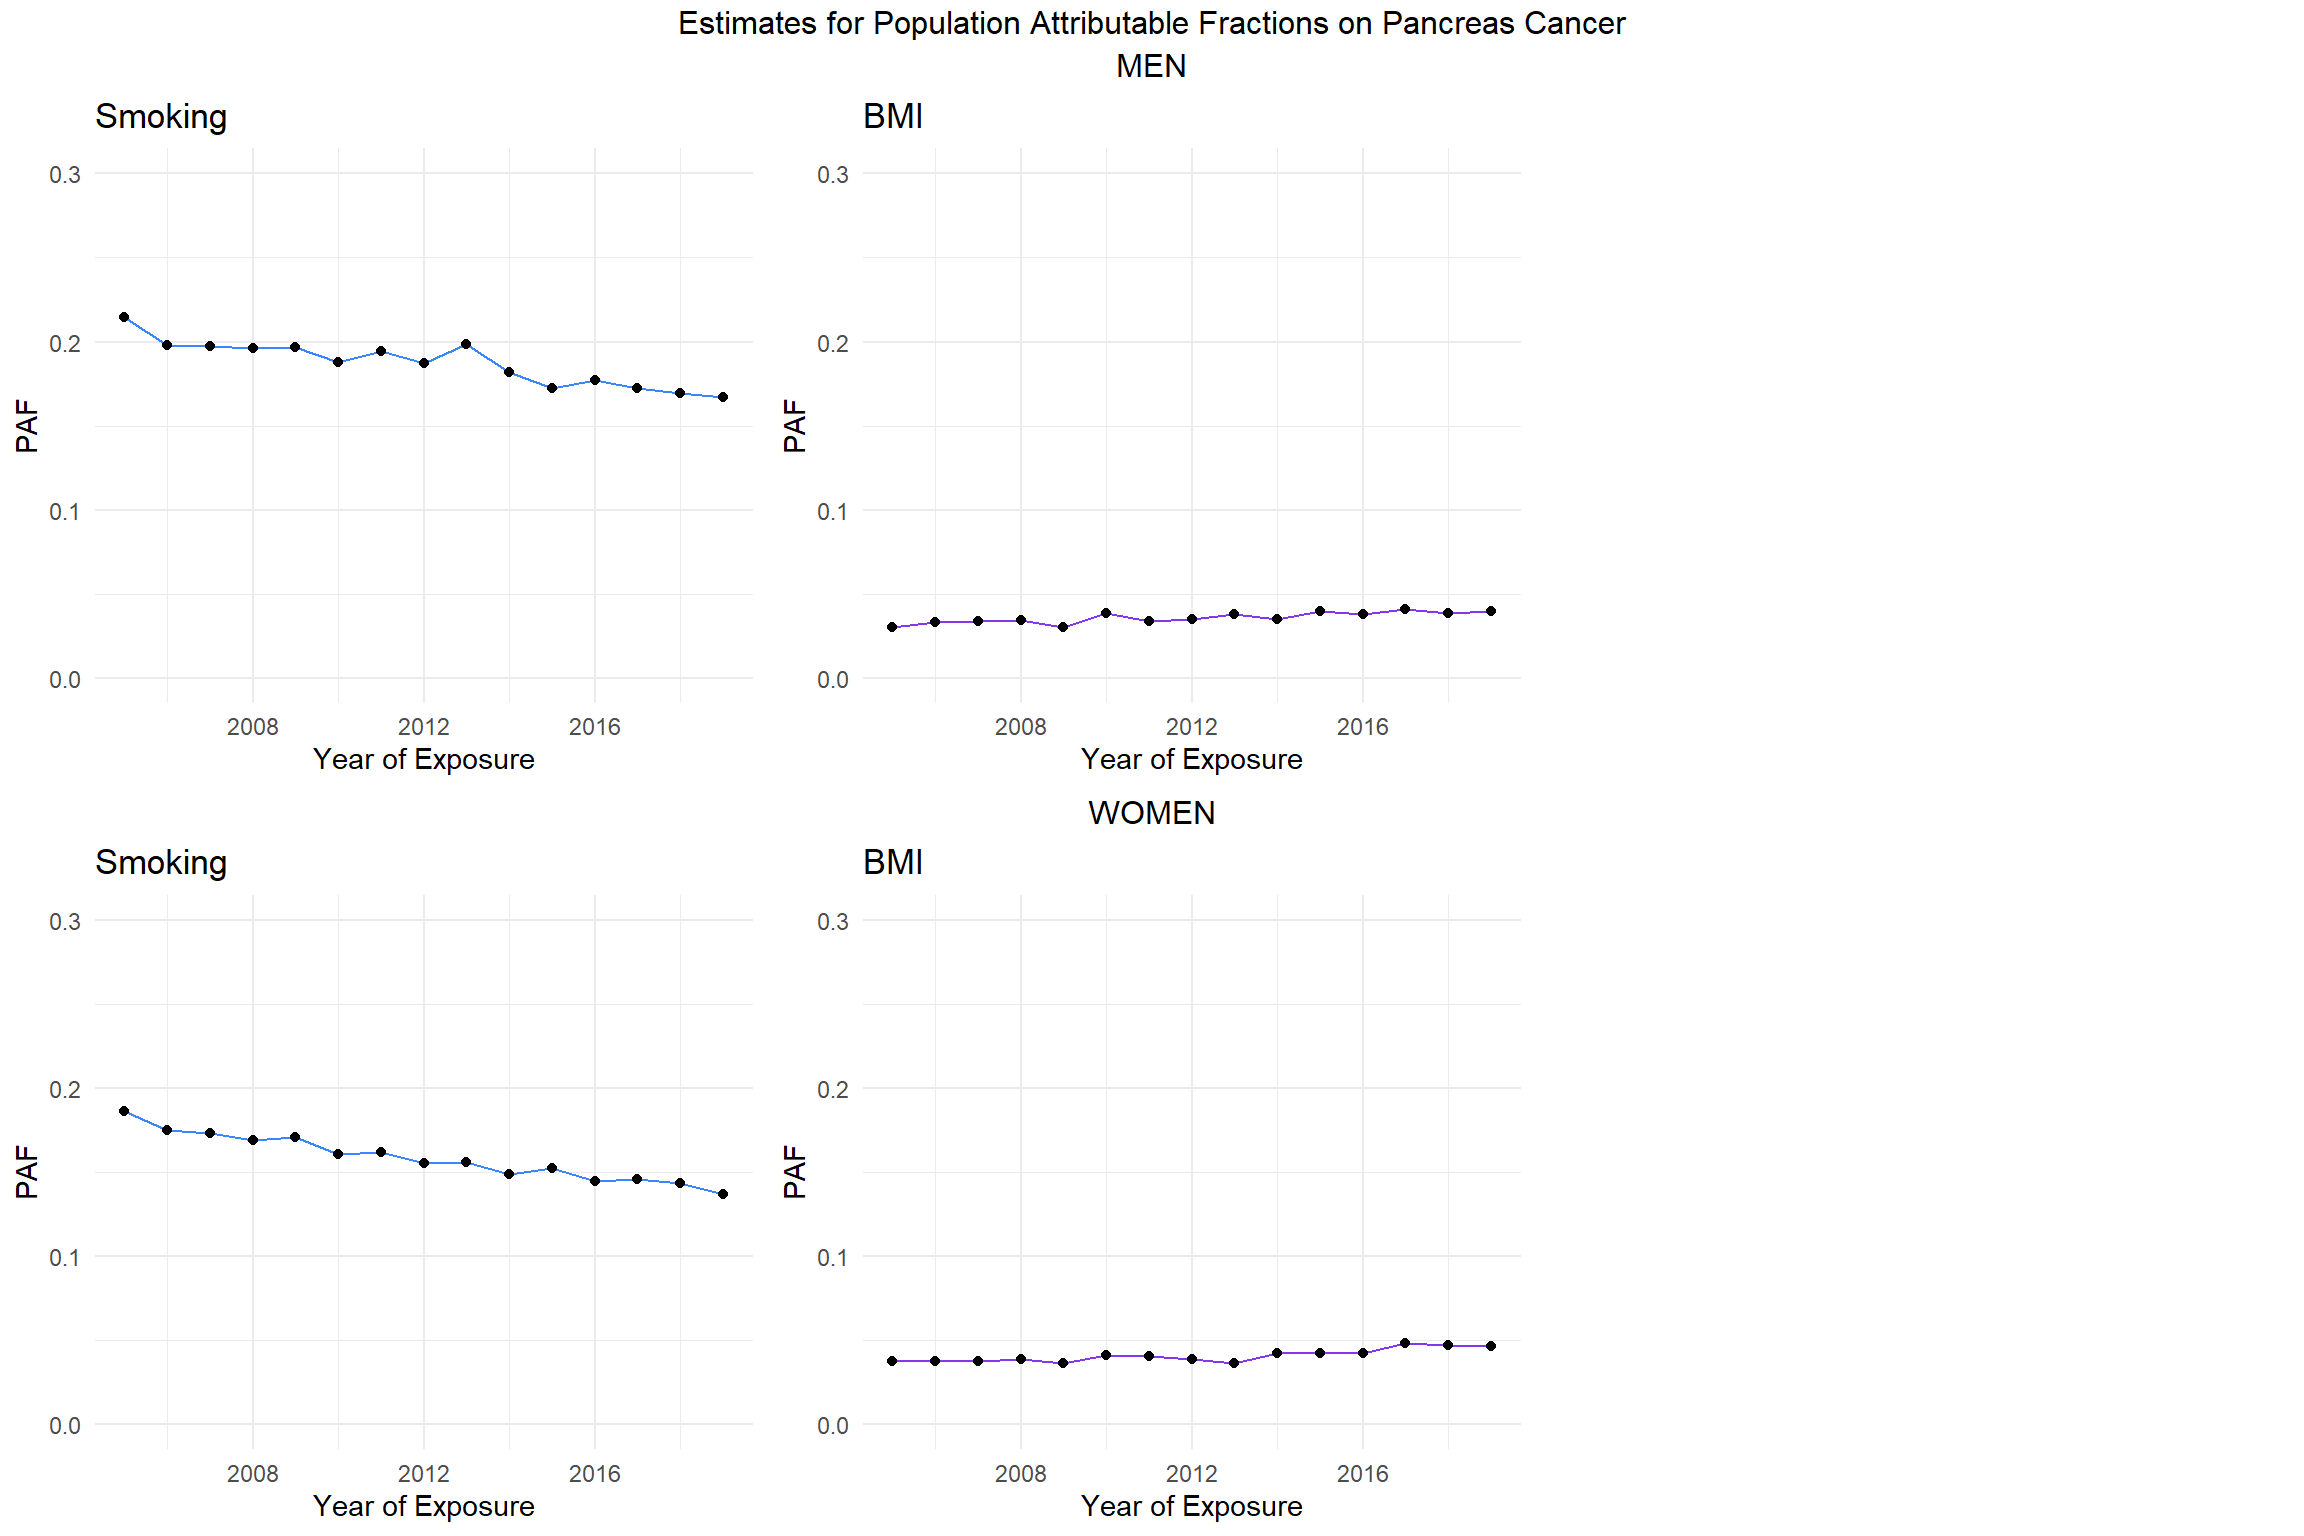 Estimates for Population Attributable Fractions on Pancreas Cancer
MEN
Smoking
0.3
0.2
0.1
0.0
PAF
2008 2012 2016
Year of Exposure
BMI
0.3
0.2
0.1
0.0
PAF
2008 2012 2016
Year of Exposure
WOMEN
Smoking
0.3
0.2
0.1
0.0
PAF
2008 2012 2016
Year of Exposure
BMI
0.3
0.2
0.1
0.0
PAF
2008 2012 2016
Year of Exposure